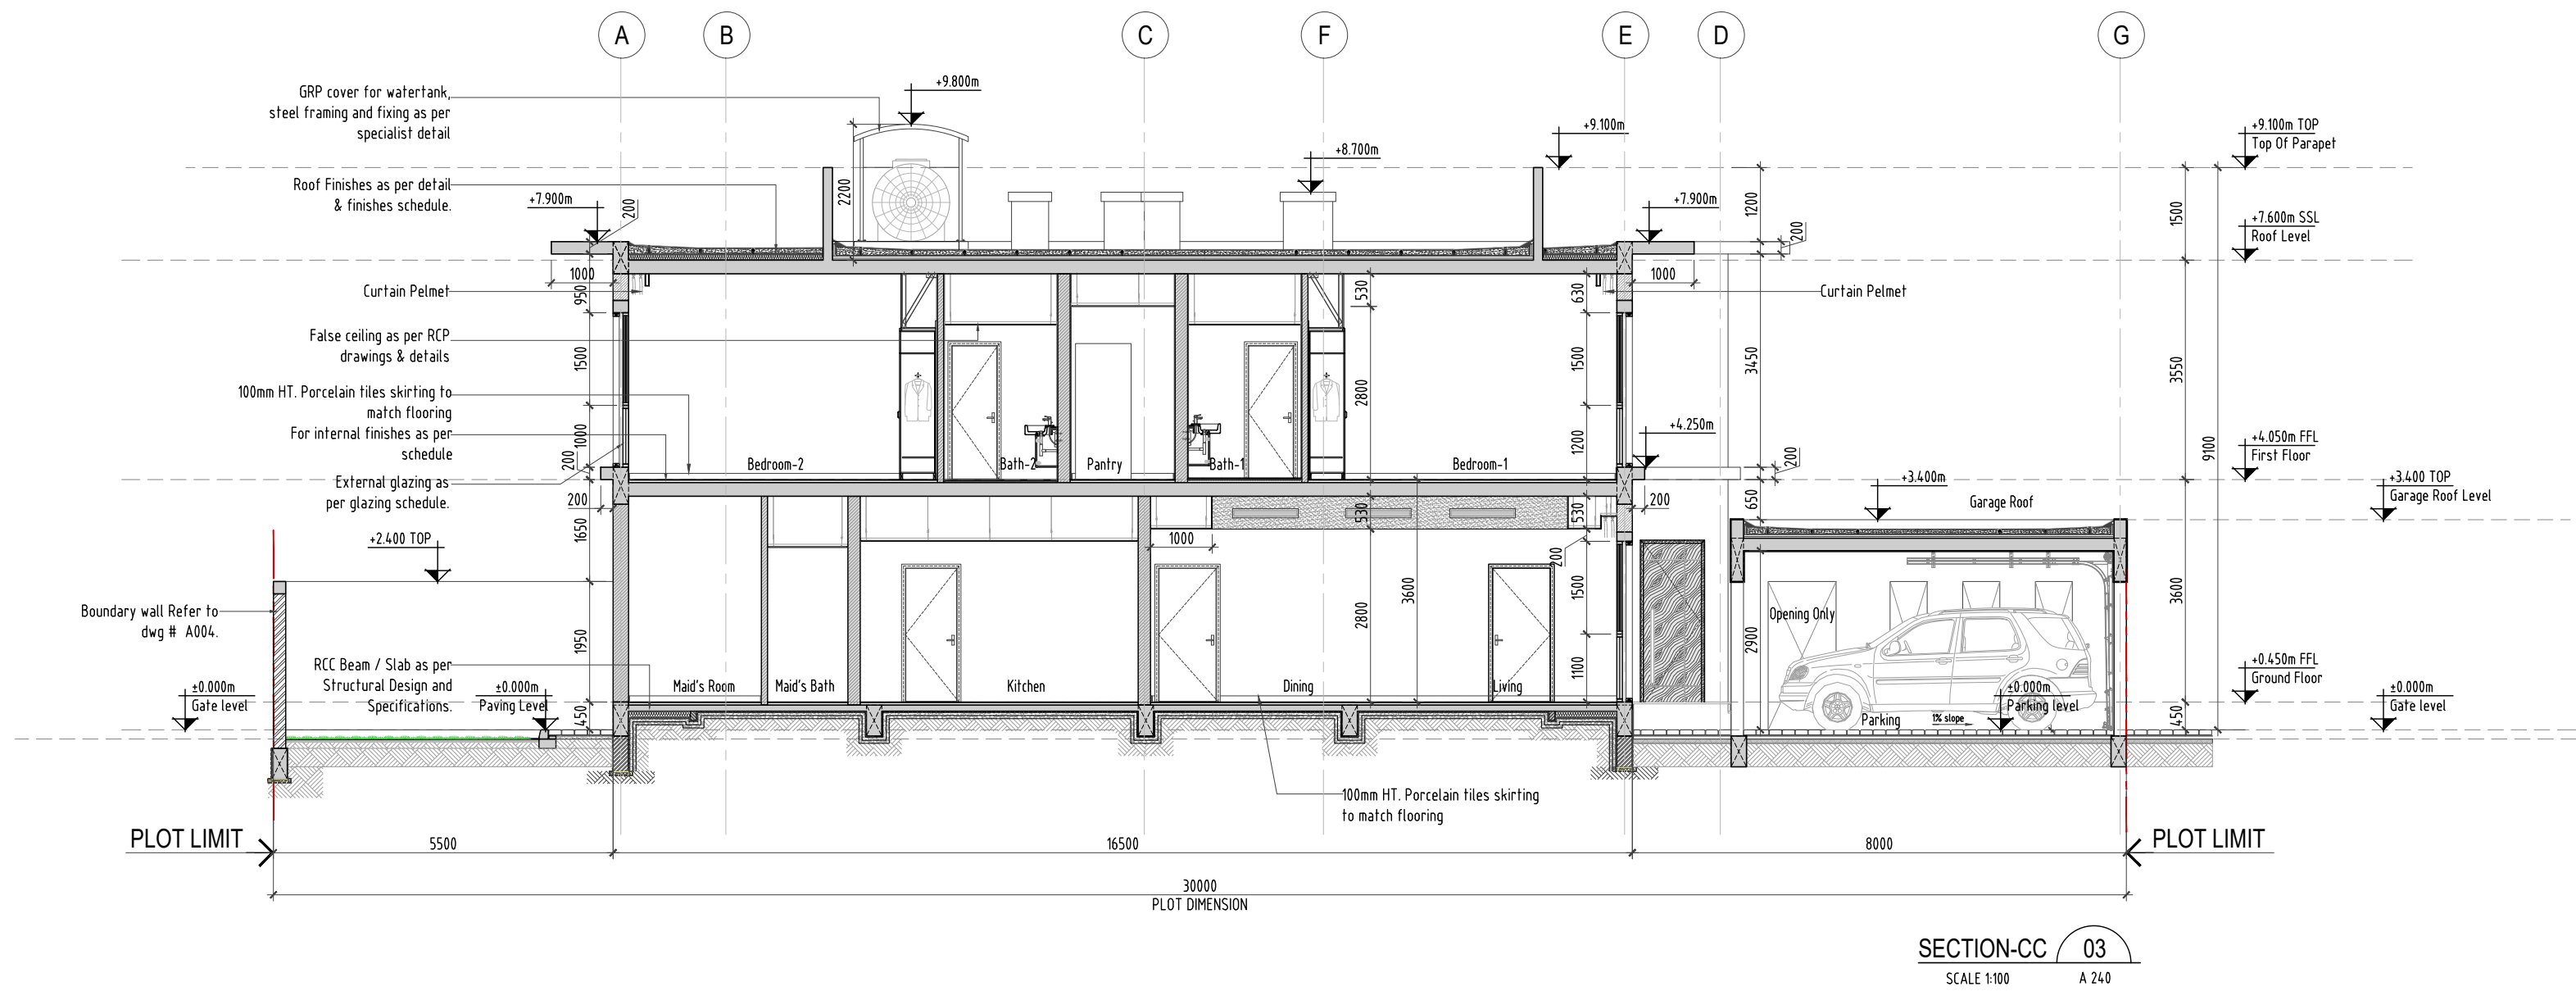 A
B
C
F
E
D
G
GRP cover for watertank,
steel framing and fixing as per
specialist detail
+9.800m
+9.100m
+8.700m
+9.100m TOP
Top Of Parapet
Roof Finishes as per detail
& finishes schedule.
+7.900m
200
2200
+7.900m
1200
200
1500
+7.600m SSL
Roof Level
1000
950
Curtain Pelmet
530
630
1000
Curtain Pelmet
False ceiling as per RCP
drawings & details
1500
2800
1500
3450
3550
100mm HT. Porcelain tiles skirting to
match flooring
For internal finishes as per
schedule
1000
200
1200
+4.250m
200
+4.050m FFL
First Floor
9100
Bedroom-2
Bath-2
Pantry
Bath-1
Bedroom-1
External glazing as
per glazing schedule.
200
200
650
+3.400m
Garage Roof
+3.400 TOP
Garage Roof Level
1650
530
530
1000
200
+2.400 TOP
Boundary wall Refer to
dwg # A004.
1950
2800
3600
1500
1100
2900
Opening Only
3600
RCC Beam / Slab as per
Structural Design and
Specifications.
±0.000m
Gate level
±0.000m
Paving Level
450
Maid's Room
Maid's Bath
Kitchen
Dining
Living
Parking
1% slope
±0.000m
Parking level
+0.450m FFL
Ground Floor
450
±0.000m
Gate level
100mm HT. Porcelain tiles skirting
to match flooring
PLOT LIMIT
5500
16500
8000
PLOT LIMIT
30000
PLOT DIMENSION
SECTION-CC
03
SCALE 1:100
A 240